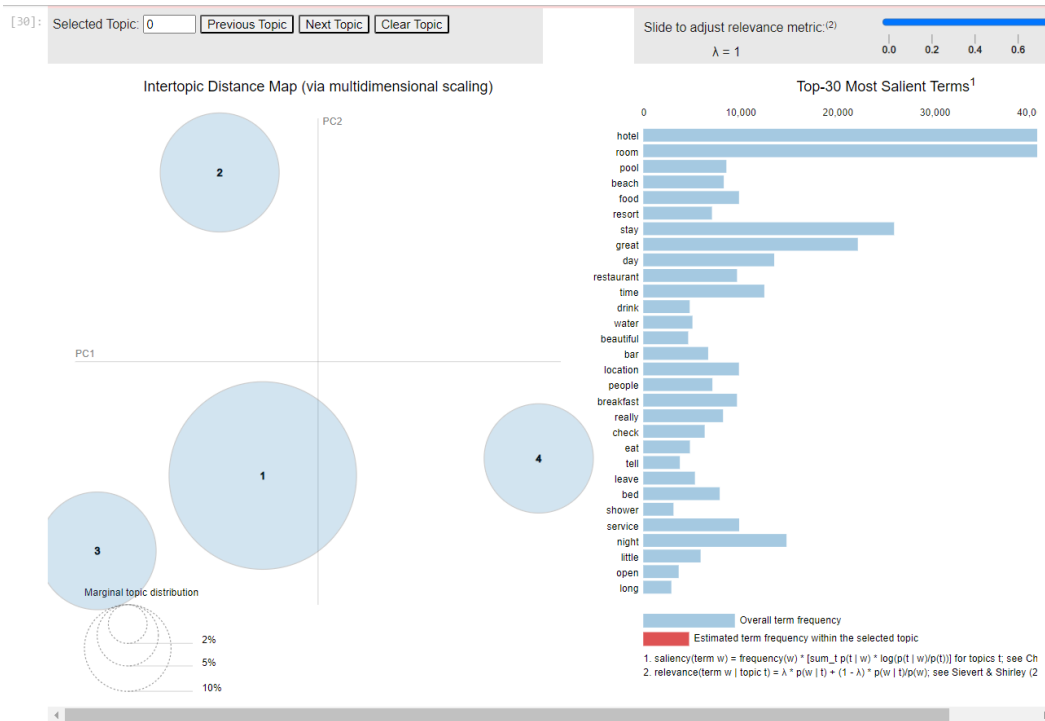 [30]:
Selected Topic: 0 Previous Topic Next Topic Clear Topic
Slide to adjust relevance metric:(2)
λ = 1
0.0 0.2 0.4 0.6
Intertopic Distance Map (via multidimensional scaling)
PC2
PC1
2
1
4
3
Marginal topic distribution
2%
5%
10%
Top-30 Most Salient Terms1
0 10,000 20,000 30,000 40,0
hotel
room
pool
beach
food
resort
stay
great
day
restaurant
time
drink
water
beautiful
bar
location
people
breakfast
really
check
eat
tell
leave
bed
shower
service
night
little
open
long
Overall term frequency
Estimated term frequency within the selected topic
1. saliency(term w) = frequency(w) * [sum_t p(t | w) * log(p(t | w)/p(t))] for topics t; see Ch
2. relevance(term w | topic t) = λ * p(w | t) + (1 - λ) * p(w | t)/p(w); see Sievert & Shirley (2